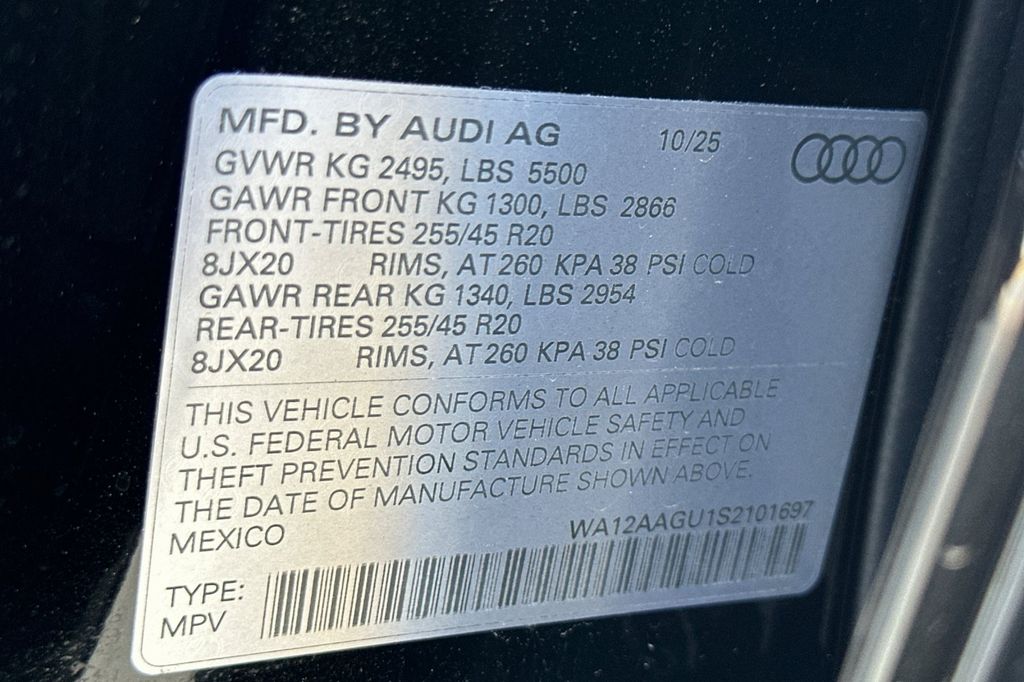 MFD. BY AUDI AG 10/25
GVWR KG 2495, LBS 5500
GAWR FRONT KG 1300, LBS 2866
FRONT-TIRES 255/45 R20
8JX20 RIMS, AT 260 KPA 38 PSI COLD
GAWR REAR KG 1340, LBS 2954
REAR-TIRES 255/45 R20
8JX20 RIMS, AT 260 KPA 38 PSI COLD
THIS VEHICLE CONFORMS TO ALL APPLICABLE
U.S. FEDERAL MOTOR VEHICLE SAFETY AND
THEFT PREVENTION STANDARDS IN EFFECT ON
THE DATE OF MANUFACTURE SHOWN ABOVE.
MEXICO WA12AAGU1S2101697
TYPE:
MPV